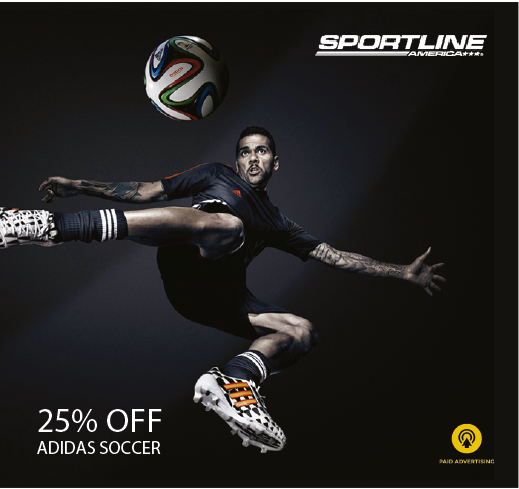 SPORTLINE
AMERICA
25% OFF
ADIDAS SOCCER
PAID ADVERTISING